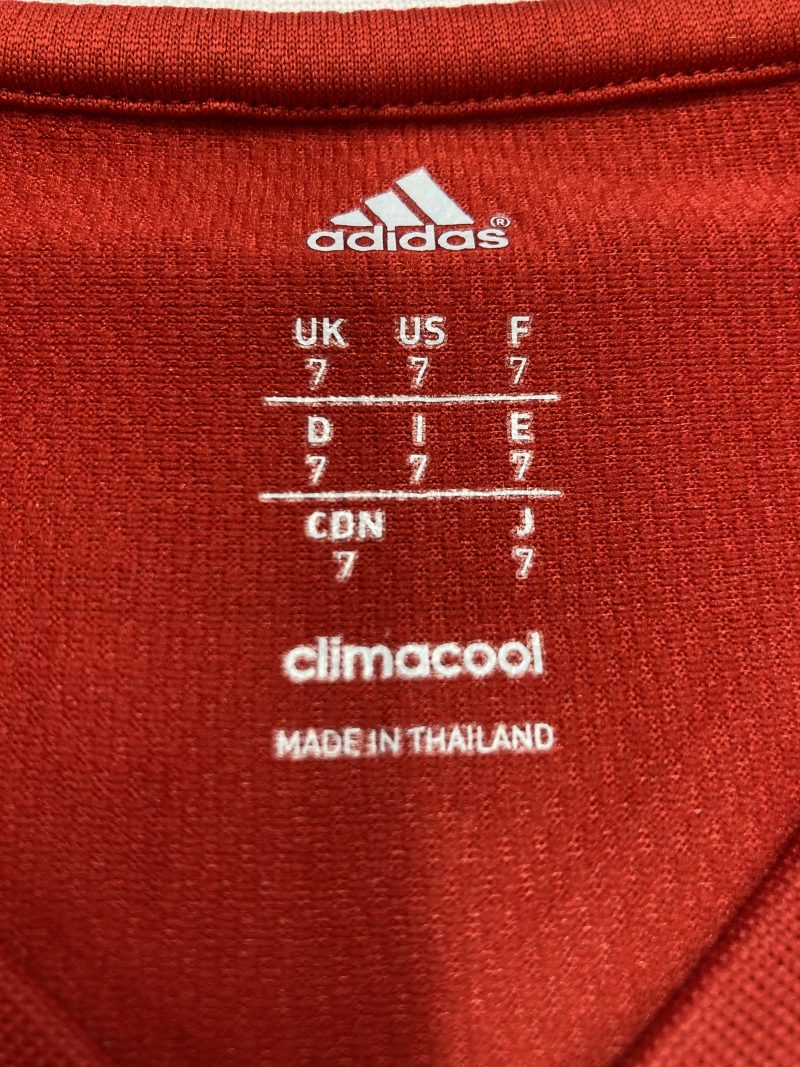 adidas®
UK US F
7 7 7
D I E
7 7 7
CDN J
7 7
climacool
MADE IN THAILAND